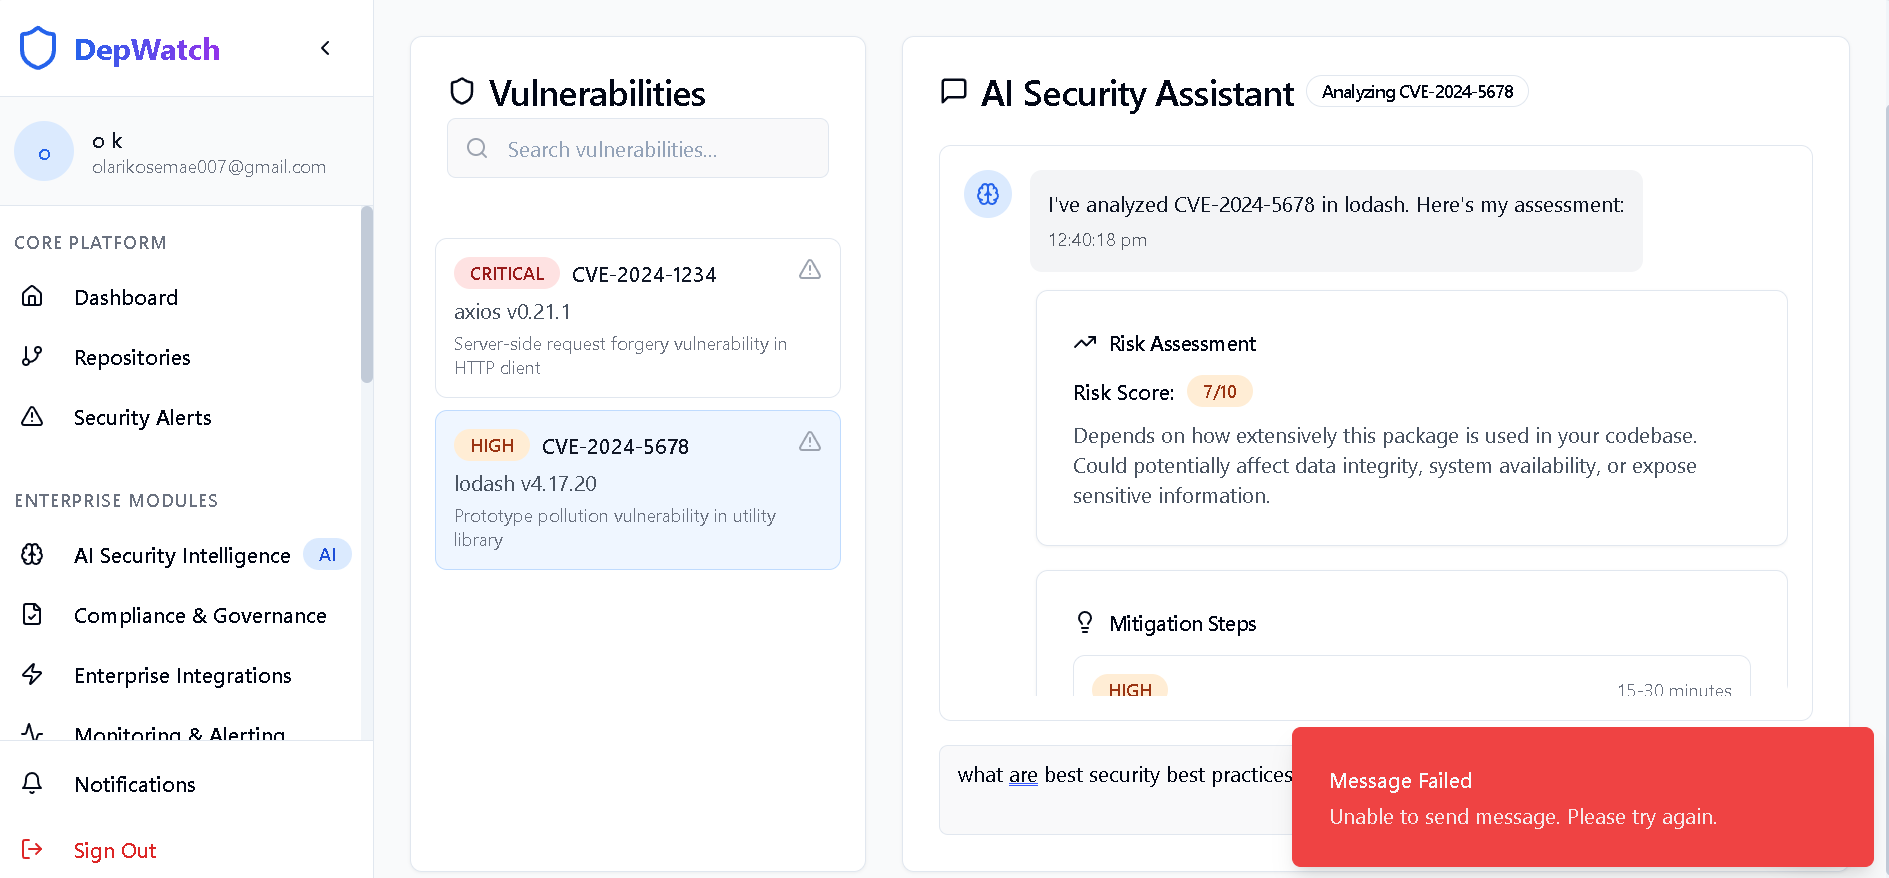 DepWatch
o
o k
olarikosemae007@gmail.com
CORE PLATFORM
Dashboard
Repositories
Security Alerts
ENTERPRISE MODULES
AI Security Intelligence AI
Compliance & Governance
Enterprise Integrations
Monitoring & Alerting
Notifications
Sign Out
Vulnerabilities
Search vulnerabilities...
CRITICAL CVE-2024-1234
axios v0.21.1
Server-side request forgery vulnerability in
HTTP client
HIGH CVE-2024-5678
lodash v4.17.20
Prototype pollution vulnerability in utility
library
AI Security Assistant Analyzing CVE-2024-5678
I've analyzed CVE-2024-5678 in lodash. Here's my assessment:
12:40:18 pm
Risk Assessment
Risk Score: 7/10
Depends on how extensively this package is used in your codebase.
Could potentially affect data integrity, system availability, or expose
sensitive information.
Mitigation Steps
HIGH 15-30 minutes
what are best security best practices
Message Failed
Unable to send message. Please try again.